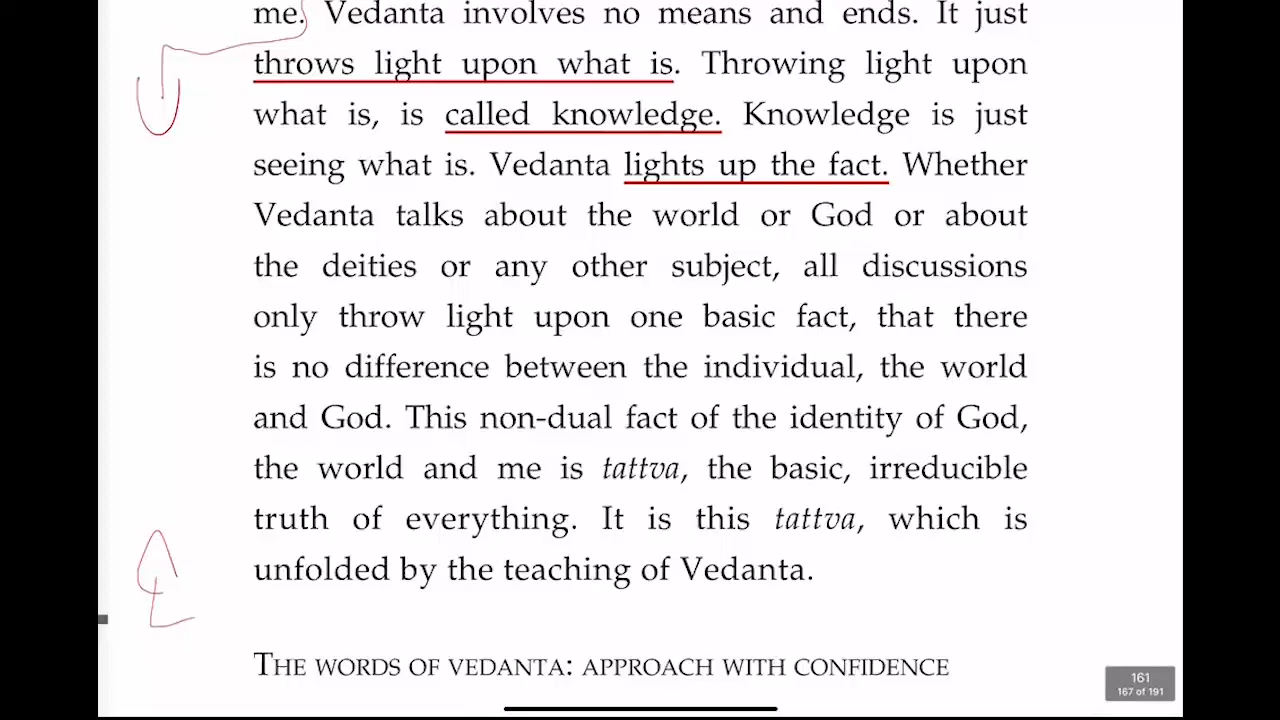 me. Vedanta involves no means and ends. It just
throws light upon what is. Throwing light upon
what is, is called knowledge. Knowledge is just
seeing what is. Vedanta lights up the fact. Whether
Vedanta talks about the world or God or about
the deities or any other subject, all discussions
only throw light upon one basic fact, that there
is no difference between the individual, the world
and God. This non-dual fact of the identity of God,
the world and me is tattva, the basic, irreducible
truth of everything. It is this tattva, which is
unfolded by the teaching of Vedanta.
THE WORDS OF VEDANTA: APPROACH WITH CONFIDENCE
161
167 of 191